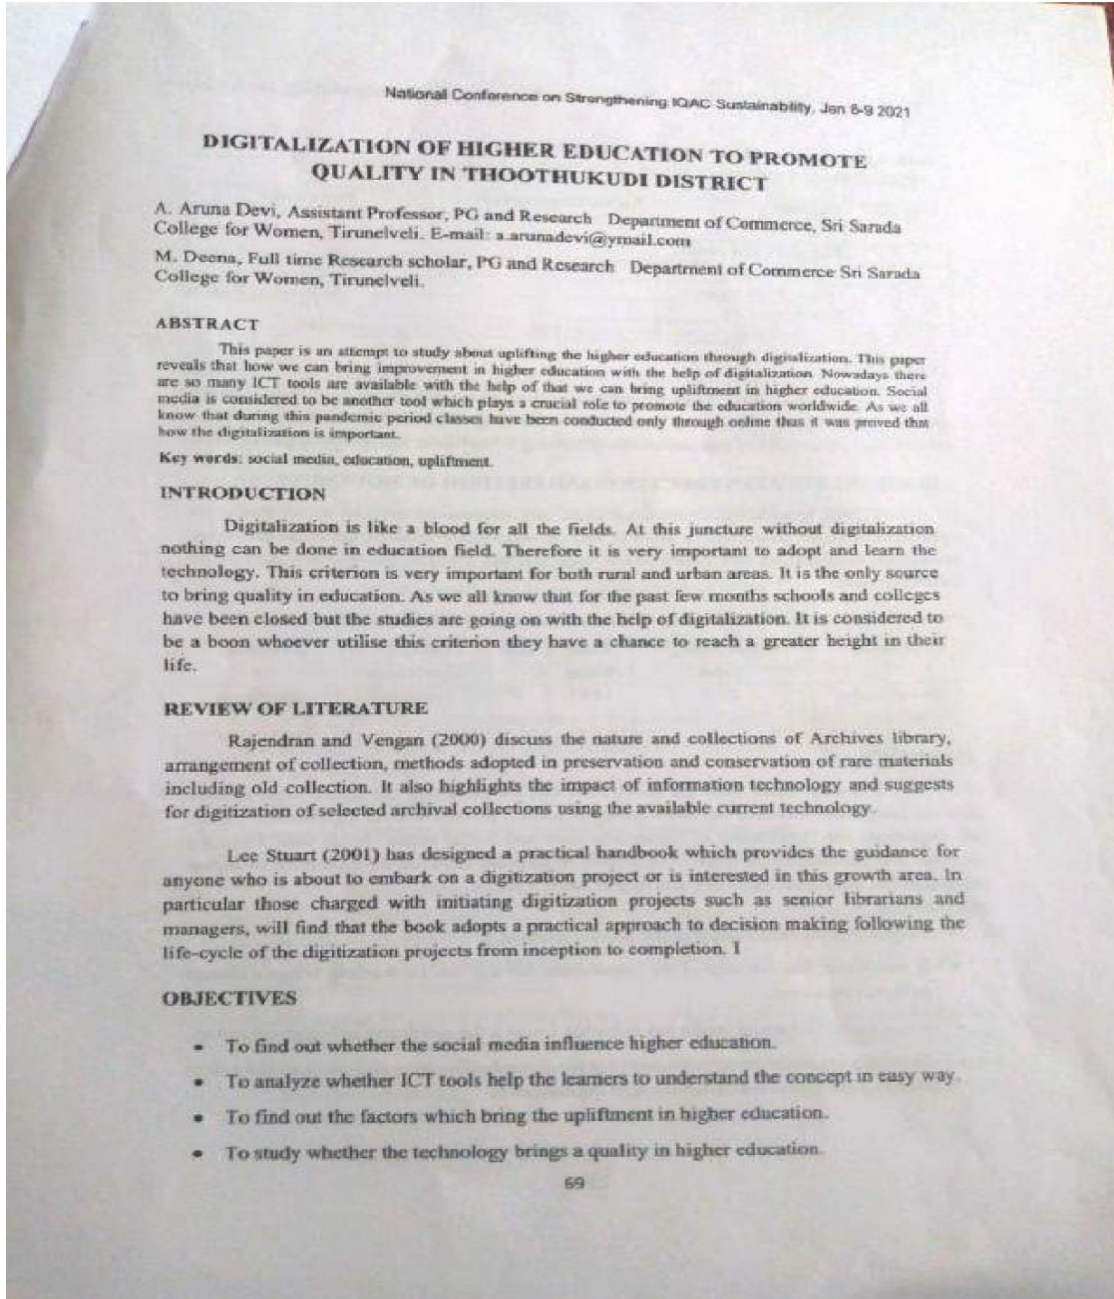 National Conference on Strengthening IQAC Sustainability, Jan 6-9 2021
DIGITALIZATION OF HIGHER EDUCATION TO PROMOTE
QUALITY IN THOOTHUKUDI DISTRICT
A. Aruna Devi, Assistant Professor, PG and Research Department of Commerce, Sri Sarada
College for Women, Tirunelveli. E-mail: a.arunadevi@ymail.com
M. Deena, Full time Research scholar, PG and Research Department of Commerce Sri Sarada
College for Women, Tirunelveli.
ABSTRACT
This paper is an attempt to study about uplifting the higher education through digitalization. This paper
reveals that how we can bring improvement in higher education with the help of digitalization Nowadays there
are so many ICT tools are available with the help of that we can bring upliftment in higher education. Social
media is considered to be another tool which plays a crucial role to promote the education worldwide. As we all
know that during this pandemic period classes have been conducted only through online thus it was proved that
how the digitalization is important.
Key words: social media, education, upliftment.
INTRODUCTION
Digitalization is like a blood for all the fields. At this juncture without digitalization
nothing can be done in education field. Therefore it is very important to adopt and learn the
technology. This criterion is very important for both rural and urban areas. It is the only source
to bring quality in education. As we all know that for the past few months schools and colleges
have been closed but the studies are going on with the help of digitalization. It is considered to
be a boon whoever utilise this criterion they have a chance to reach a greater height in their
life.
REVIEW OF LITERATURE
Rajendran and Vengan (2000) discuss the nature and collections of Archives library,
arrangement of collection, methods adopted in preservation and conservation of rare materials
including old collection. It also highlights the impact of information technology and suggests
for digitization of selected archival collections using the available current technology.
Lee Stuart (2001) has designed a practical handbook which provides the guidance for
anyone who is about to embark on a digitization project or is interested in this growth area. In
particular those charged with initiating digitization projects such as senior librarians and
managers, will find that the book adopts a practical approach to decision making following the
life-cycle of the digitization projects from inception to completion. I
OBJECTIVES
• To find out whether the social media influence higher education.
• To analyze whether ICT tools help the learners to understand the concept in easy way.
• To find out the factors which bring the upliftment in higher education.
• To study whether the technology brings a quality in higher education.
69